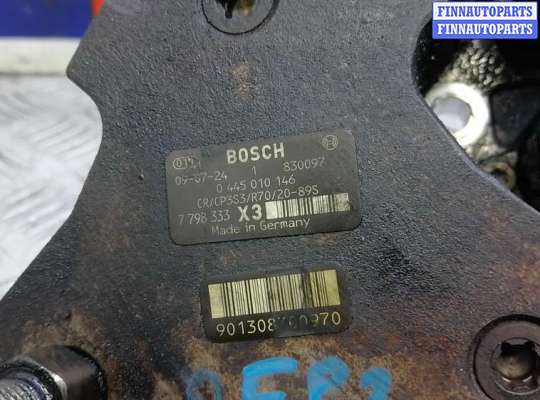 FINNAUTOPARTS
FINNAUTOPARTS
BOSCH
09-07-24 1 830097
0 445 010 146
CR/CP3S3/R70/20-89S
7 798 333 X3
Made in Germany